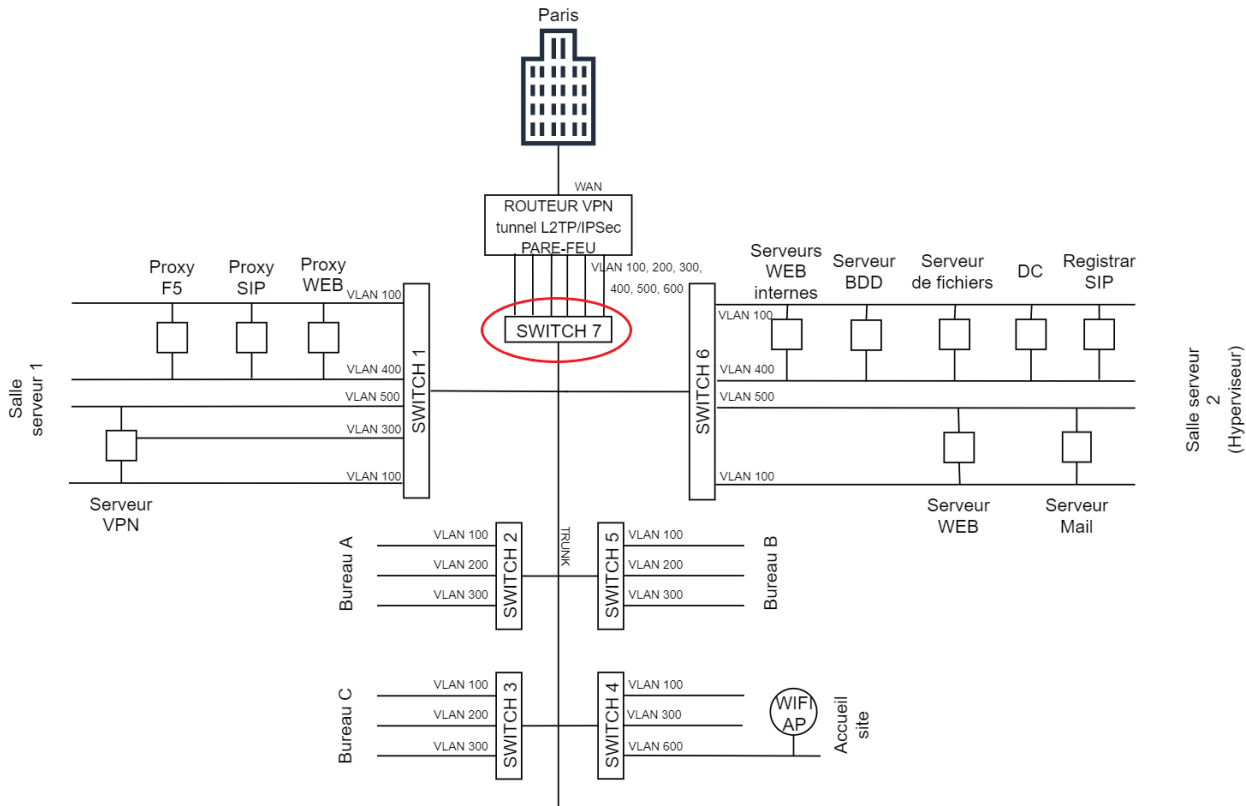 Paris
WAN
ROUTEUR VPN
tunnel L2TP/IPSec
PARE-FEU
VLAN 100, 200, 300,
400, 500, 600
SWITCH 7
Salle
serveur 1
Proxy
F5
Proxy
SIP
Proxy
WEB
VLAN 100
VLAN 400
VLAN 500
VLAN 300
VLAN 100
SWITCH 1
Serveur
VPN
Serveurs
WEB
internes
Serveur
BDD
Serveur
de fichiers
DC
Registrar
SIP
SWITCH 6
VLAN 100
VLAN 400
VLAN 500
VLAN 100
Serveur
WEB
Serveur
Mail
Salle serveur
2
(Hyperviseur)
Bureau A
VLAN 100
VLAN 200
VLAN 300
SWITCH 2
TRUNK
SWITCH 5
VLAN 100
VLAN 200
VLAN 300
Bureau B
Bureau C
VLAN 100
VLAN 200
VLAN 300
SWITCH 3
SWITCH 4
VLAN 100
VLAN 300
VLAN 600
WIFI
AP
Accueil
site